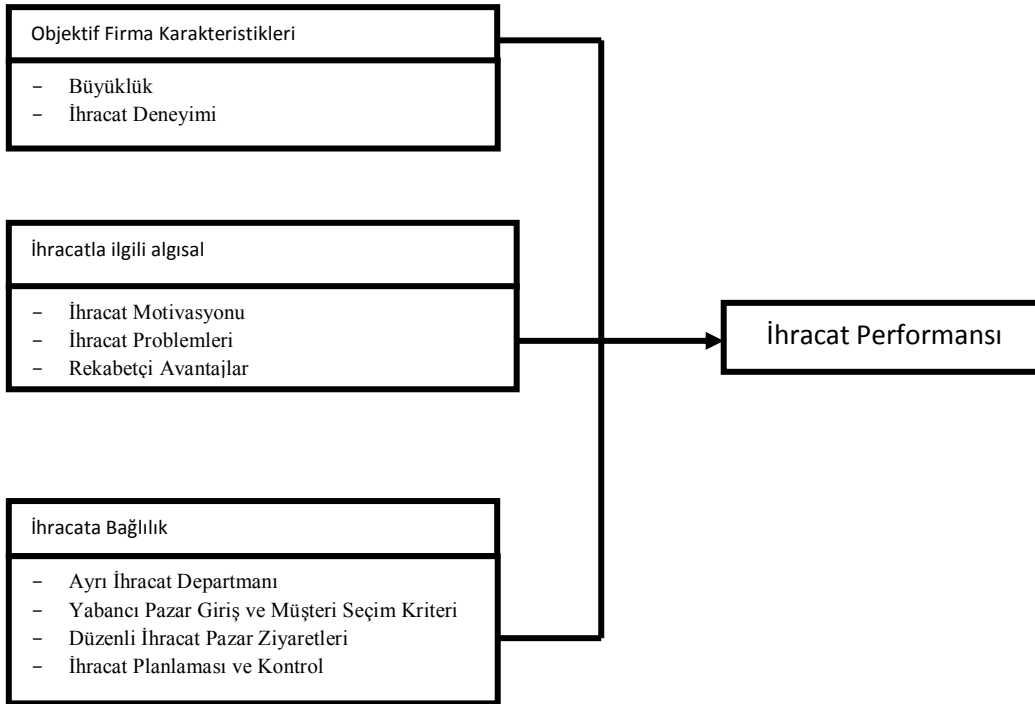 Objektif Firma Karakteristikleri
- Büyüklük
- İhracat Deneyimi
İhracatla ilgili algısal
- İhracat Motivasyonu
- İhracat Problemleri
- Rekabetçi Avantajlar
İhracat Performansı
İhracata Bağlılık
- Ayrı İhracat Departmanı
- Yabancı Pazar Giriş ve Müşteri Seçim Kriteri
- Düzenli İhracat Pazar Ziyaretleri
- İhracat Planlaması ve Kontrol